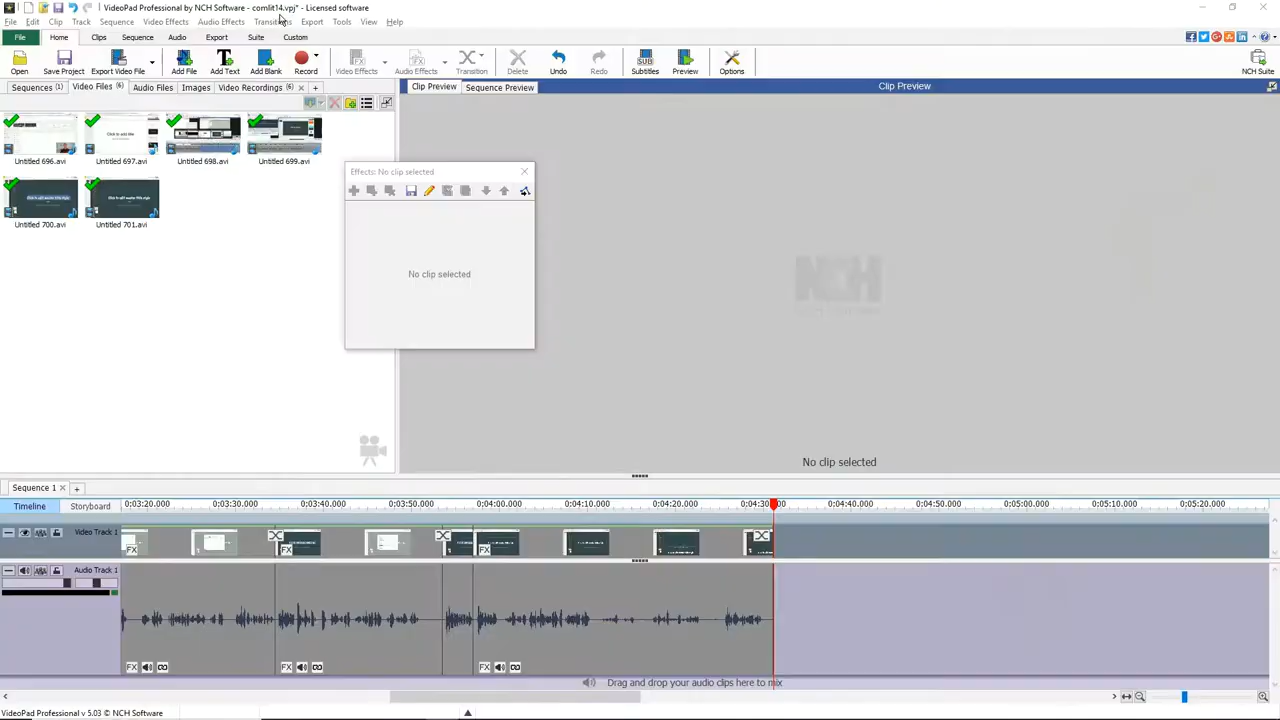 VideoPad Professional by NCH Software - comlit14.vpj* - Licensed software
File Edit Clip Track Sequence Video Effects Audio Effects Transitions Export Tools View Help
File Home Clips Sequence Audio Export Suite Custom
Open Save Project Export Video File Add File Add Text Add Blank Record Video Effects Audio Effects Transition Delete Undo Redo SUB Subtitles Preview Options NCH Suite
Sequences (1) Video Files (6) Audio Files Images Video Recordings (6) × +
Clip Preview Sequence Preview Clip Preview
Untitled 696.avi Untitled 697.avi Untitled 698.avi Untitled 699.avi
Untitled 700.avi Untitled 701.avi
Effects: No clip selected
No clip selected
NCH
No clip selected
Sequence 1 × +
Timeline Storyboard 0:03:20.000 0:03:30.000 0:03:40.000 0:03:50.000 0:04:00.000 0:04:10.000 0:04:20.000 0:04:40.000 0:04:50.000 0:05:00.000 0:05:10.000 0:05:20.000
Video Track 1
FX FX FX
Audio Track 1
FX FX FX
Drag and drop your audio clips here to mix
VideoPad Professional v 5.03 © NCH Software